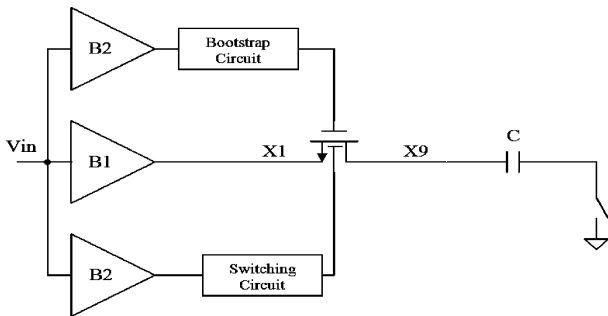 B2
Bootstrap
Circuit
Vin
B1
X1
X9
C
B2
Switching
Circuit